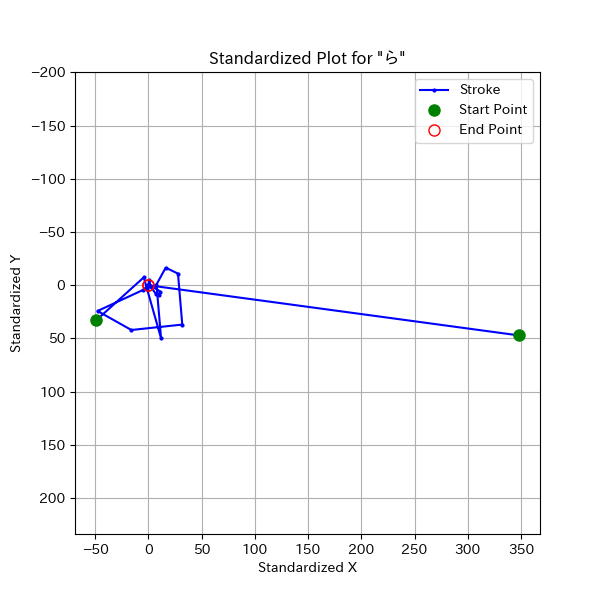 Standardized Plot for "ら"
Stroke
Start Point
End Point
−200
−150
−100
−50
0
50
100
150
200
Standardized Y
−50 0 50 100 150 200 250 300 350
Standardized X